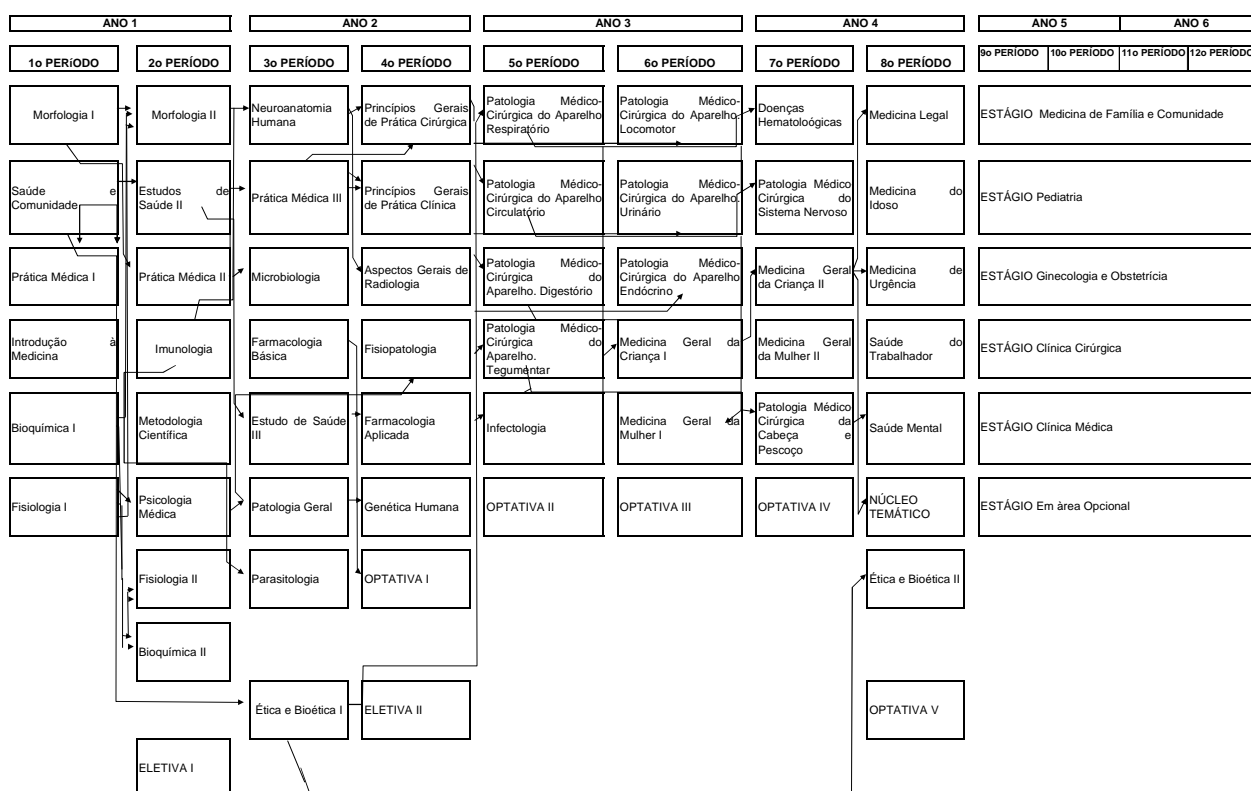 ANO 1
ANO 2
ANO 3
ANO 4
ANO 5
ANO 6
1o PERÍODO
2o PERÍODO
3o PERÍODO
4o PERÍODO
5o PERÍODO
6o PERÍODO
7o PERÍODO
8o PERÍODO
9o PERÍODO
10o PERÍODO
11o PERÍODO
12o PERÍODO
Morfologia I
Morfologia II
Neuroanatomia
Humana
Princípios Gerais
de Prática Cirúrgica
Patologia Médico-
Cirúrgica do Aparelho
Respiratório
Patologia Médico-
Cirúrgica do Aparelho
Locomotor
Doenças
Hematoloógicas
Medicina Legal
ESTÁGIO Medicina de Família e Comunidade
Saúde e
Comunidade
Estudos de
Saúde II
Prática Médica III
Princípios Gerais
de Prática Clínica
Patologia Médico-
Cirúrgica do Aparelho
Circulatório
Patologia Médico-
Cirúrgica do Aparelho.
Urinário
Patologia Médico
Cirúrgica do
Sistema Nervoso
Medicina do
Idoso
ESTÁGIO Pediatria
Prática Médica I
Prática Médica II
Microbiologia
Aspectos Gerais de
Radiologia
Patologia Médico-
Cirúrgica do
Aparelho. Digestório
Patologia Médico-
Cirúrgica do Aparelho
Endócrino
Medicina Geral
da Criança II
Medicina de
Urgência
ESTÁGIO Ginecologia e Obstetrícia
Introdução à
Medicina
Imunologia
Farmacologia
Básica
Fisiopatologia
Patologia Médico-
Cirúrgica do
Aparelho.
Tegumentar
Medicina Geral da
Criança I
Medicina Geral
da Mulher II
Saúde do
Trabalhador
ESTÁGIO Clínica Cirúrgica
Bioquímica I
Metodologia
Científica
Estudo de Saúde
III
Farmacologia
Aplicada
Infectologia
Medicina Geral da
Mulher I
Patologia Médico
Cirúrgica da
Cabeça e
Pescoço
Saúde Mental
ESTÁGIO Clínica Médica
Fisiologia I
Psicologia
Médica
Patologia Geral
Genética Humana
OPTATIVA II
OPTATIVA III
OPTATIVA IV
NÚCLEO
TEMÁTICO
ESTÁGIO Em àrea Opcional
Fisiologia II
Parasitologia
OPTATIVA I
Ética e Bioética II
Bioquímica II
Ética e Bioética I
ELETIVA II
OPTATIVA V
ELETIVA I